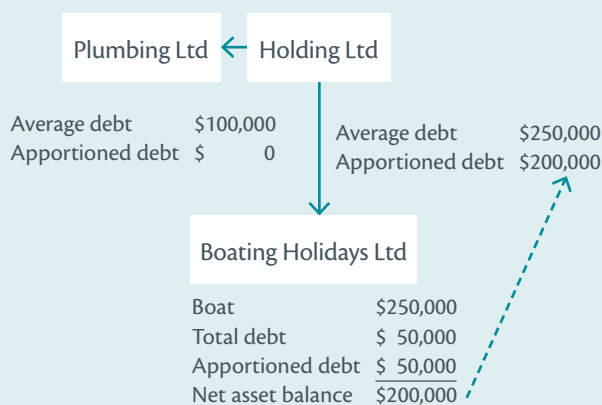 Plumbing Ltd
Holding Ltd
Average debt $100,000
Apportioned debt $ 0
Average debt $250,000
Apportioned debt $200,000
Boating Holidays Ltd
Boat $250,000
Total debt $ 50,000
Apportioned debt $ 50,000
Net asset balance $200,000